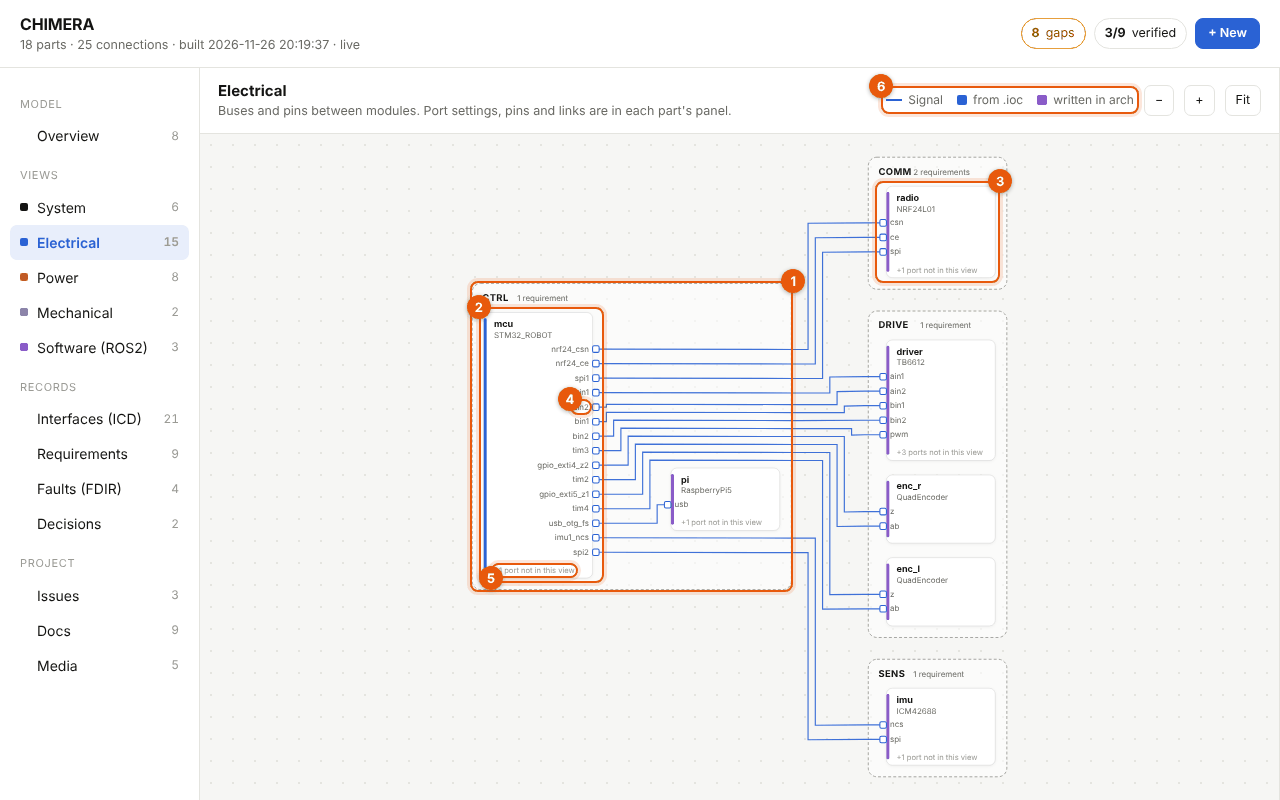 CHIMERA
18 parts · 25 connections · built 2026-11-26 20:19:37 · live
8 gaps
3/9 verified
+ New
MODEL
Overview 8
VIEWS
System 6
Electrical 15
Power 8
Mechanical 2
Software (ROS2) 3
RECORDS
Interfaces (ICD) 21
Requirements 9
Faults (FDIR) 4
Decisions 2
PROJECT
Issues 3
Docs 9
Media 5
Electrical
Buses and pins between modules. Port settings, pins and links are in each part's panel.
6
Signal from .ioc written in arch
−
+
Fit
1
CTRL 1 requirement
2
mcu
STM32_ROBOT
nrf24_csn
nrf24_ce
spi1
4
bin1
bin2
tim3
gpio_exti4_z2
tim2
gpio_exti5_z1
tim4
usb_otg_fs
imu1_ncs
spi2
port not in this view
5
pi
RaspberryPi5
usb
+1 port not in this view
COMM 2 requirements
3
radio
NRF24L01
csn
ce
spi
+1 port not in this view
DRIVE 1 requirement
driver
TB6612
ain1
ain2
bin1
bin2
pwm
+3 ports not in this view
enc_r
QuadEncoder
z
ab
enc_l
QuadEncoder
z
ab
SENS 1 requirement
imu
ICM42688
ncs
spi
+1 port not in this view